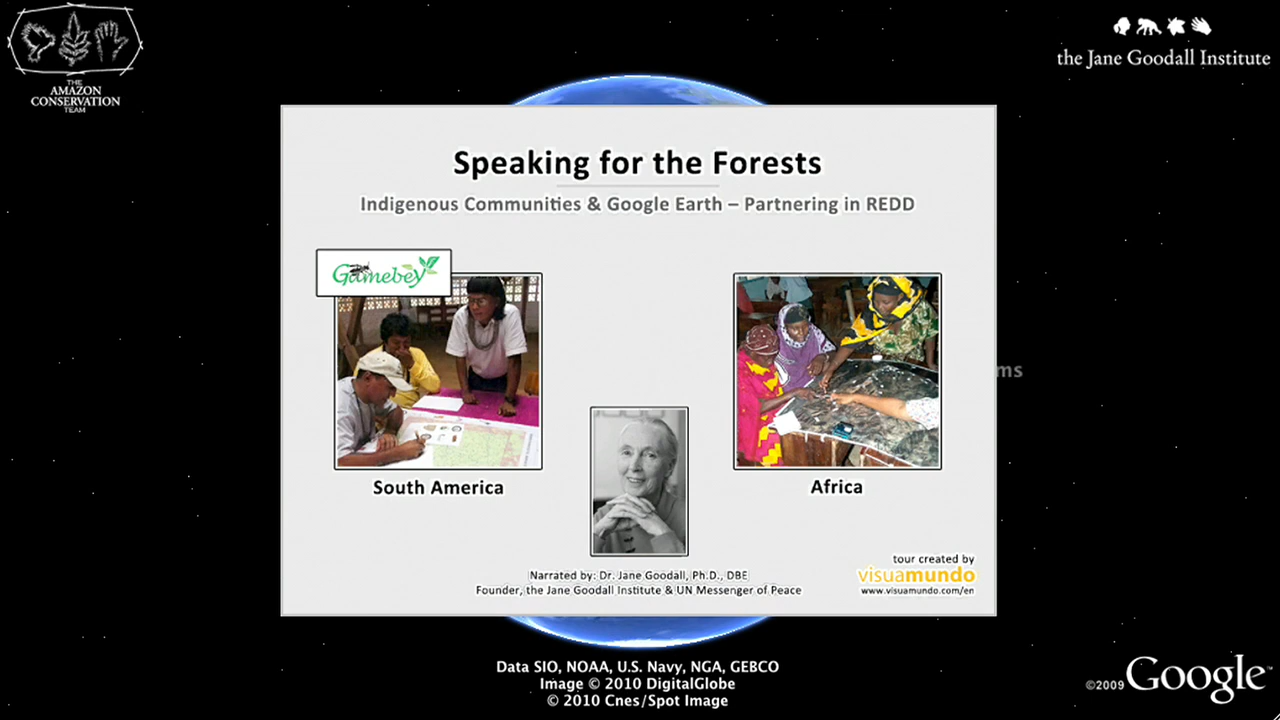 THE
AMAZON
CONSERVATION
TEAM
the Jane Goodall Institute
Speaking for the Forests
Indigenous Communities & Google Earth – Partnering in REDD
Gamebey
ms
South America
Africa
tour created by
visuamundo
www.visuamundo.com/en
Narrated by: Dr. Jane Goodall, Ph.D., DBE
Founder, the Jane Goodall Institute & UN Messenger of Peace
Data SIO, NOAA, U.S. Navy, NGA, GEBCO
Image © 2010 DigitalGlobe
© 2010 Cnes/Spot Image
©2009 Google™